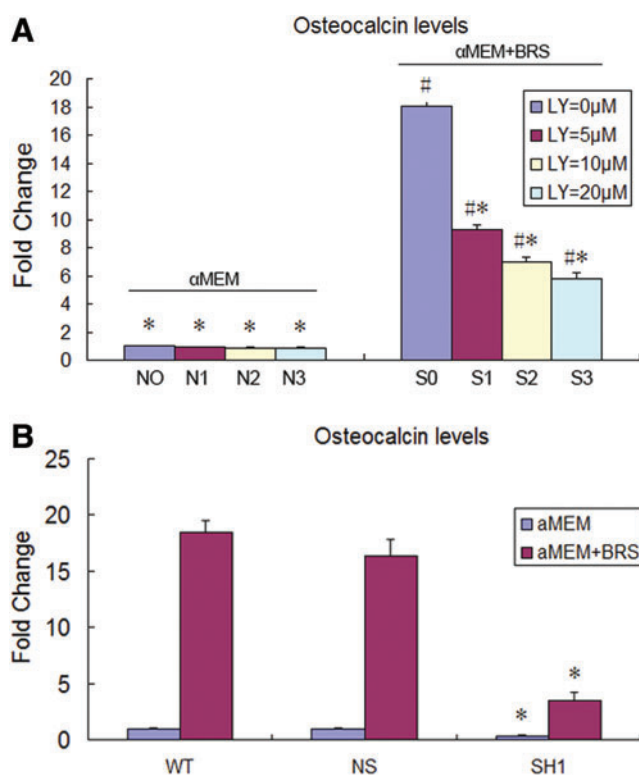 A
Osteocalcin levels
αMEM+BRS
#
LY=0µM
LY=5µM
LY=10µM
LY=20µM
#*
#*
#*
αMEM
* * * *
Fold Change
20
18
16
14
12
10
8
6
4
2
0
NO N1 N2 N3 S0 S1 S2 S3
B
Osteocalcin levels
aMEM
aMEM+BRS
*
*
Fold Change
25
20
15
10
5
0
WT NS SH1